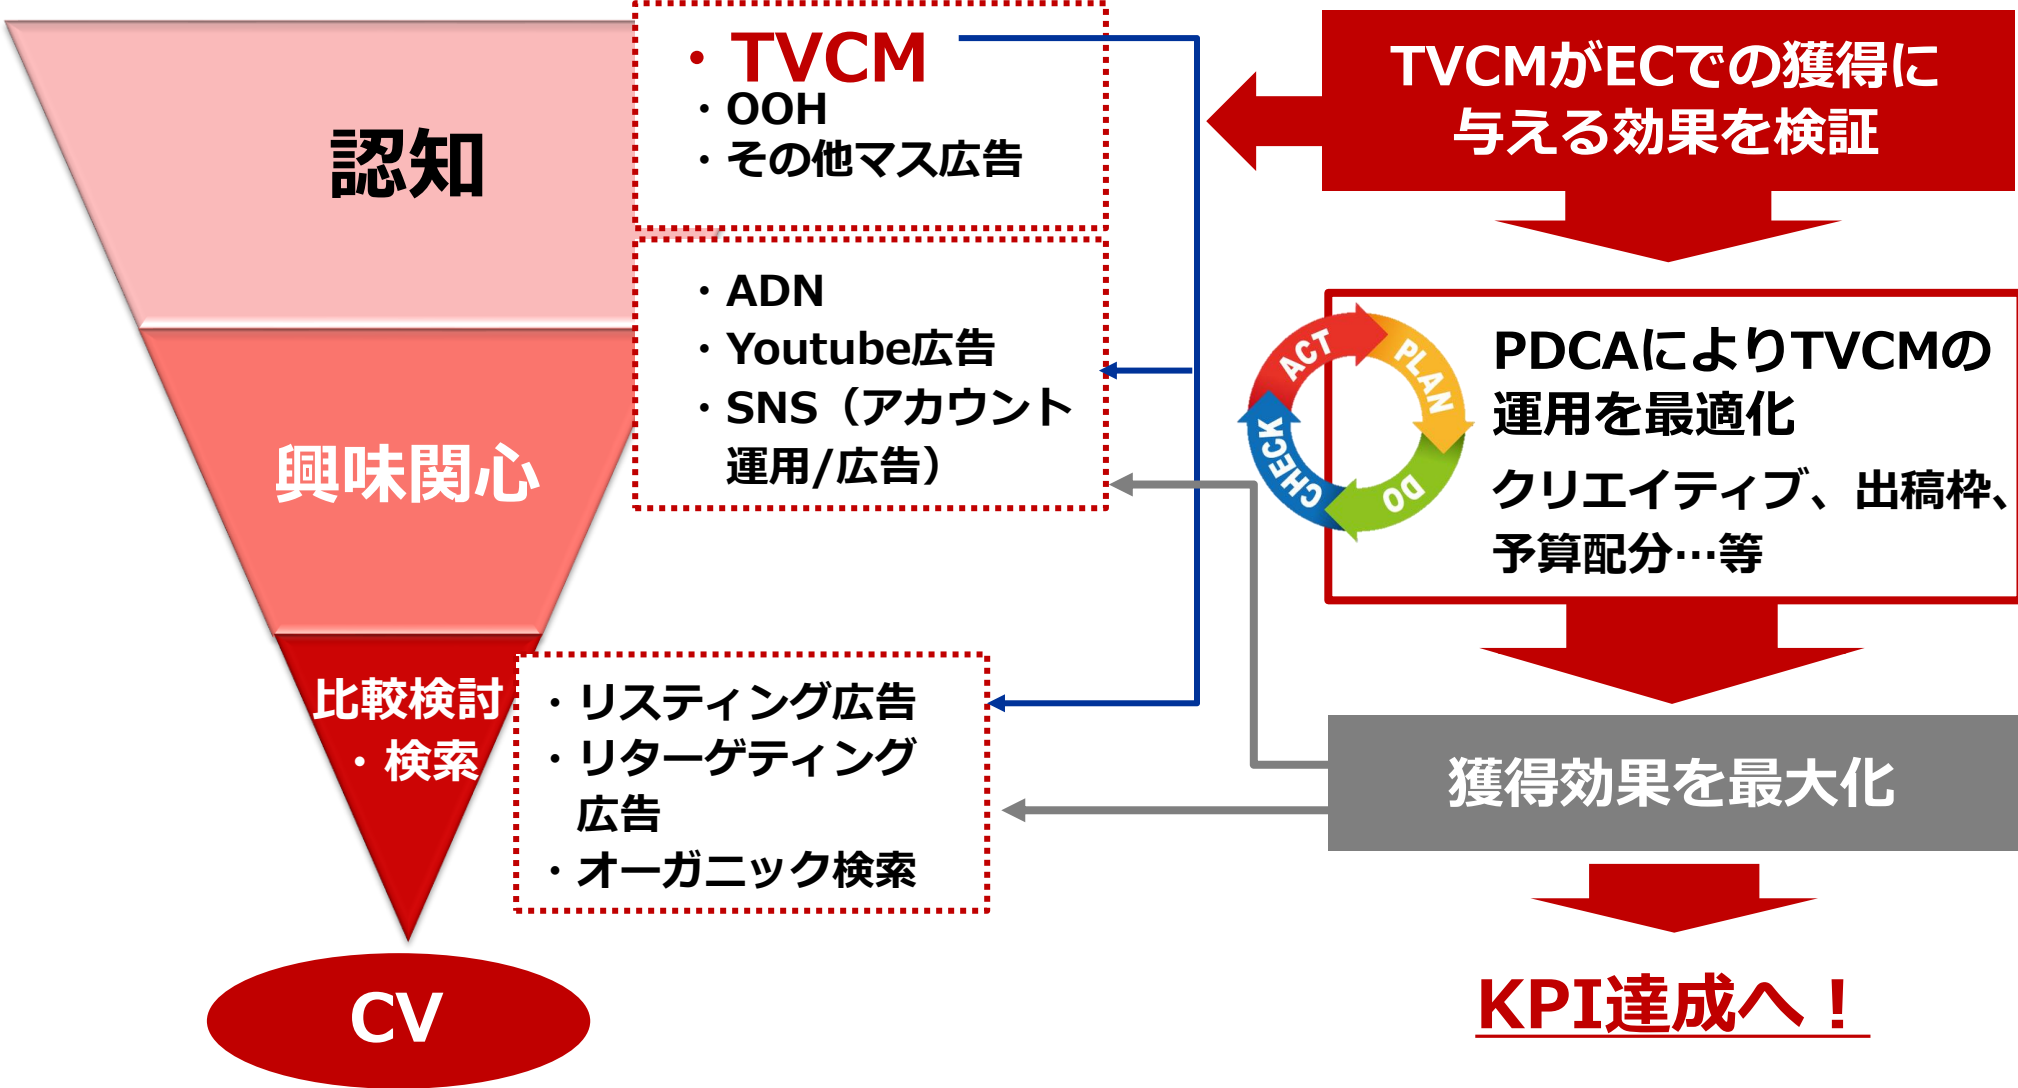 認知
興味関心
比較検討
・検索
CV
・TVCM
・OOH
・その他マス広告
・ADN
・Youtube広告
・SNS（アカウント
運用/広告）
・リスティング広告
・リターゲティング
広告
・オーガニック検索
TVCMがECでの獲得に
与える効果を検証
ACT
PLAN
DO
CHECK
PDCAによりTVCMの
運用を最適化
クリエイティブ、出稿枠、
予算配分…等
獲得効果を最大化
KPI達成へ！